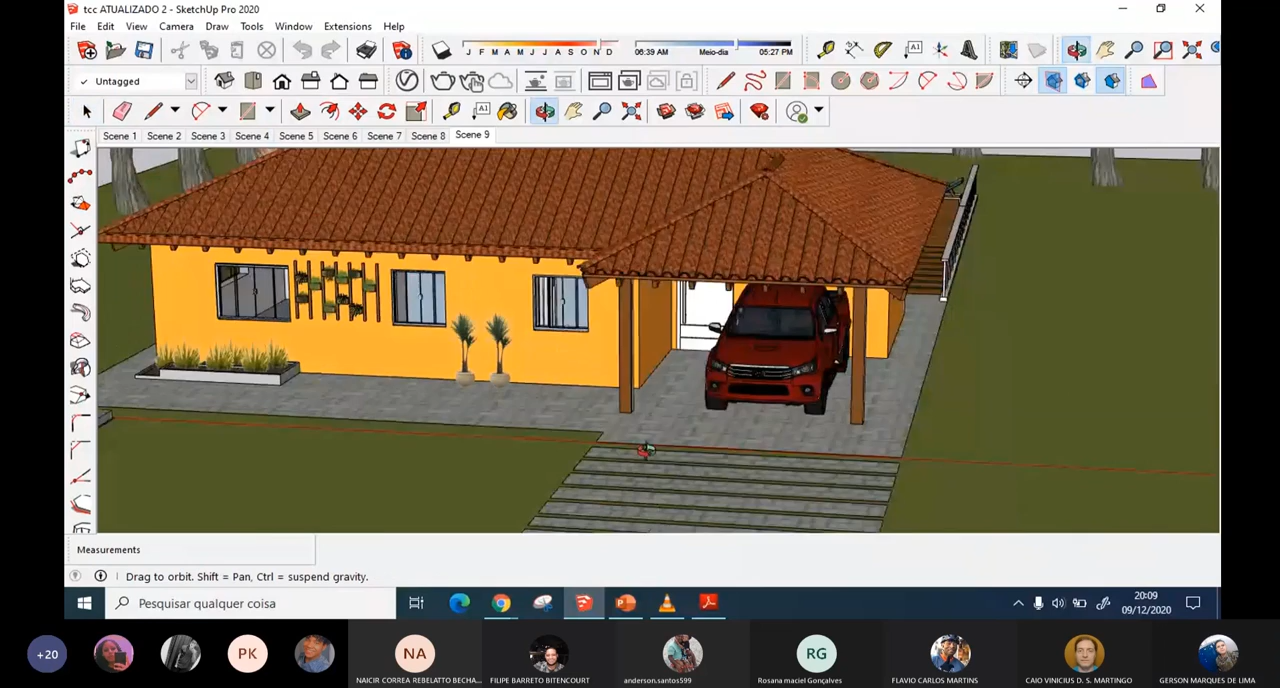 tcc ATUALIZADO 2 - SketchUp Pro 2020
File Edit View Camera Draw Tools Window Extensions Help
J F M A M J J A S O N D 06:39 AM Meio-dia 05:27 PM
A1
Untagged
A1
Scene 1 Scene 2 Scene 3 Scene 4 Scene 5 Scene 6 Scene 7 Scene 8 Scene 9
Measurements
Drag to orbit. Shift = Pan, Ctrl = suspend gravity.
Pesquisar qualquer coisa
20:09
09/12/2020
+20 PK NA RG
NAICIR CORREA REBELATTO BECHA... FILIPE BARRETO BITENCOURT anderson.santos599 Rosana maciel Gonçalves FLAVIO CARLOS MARTINS CAIO VINICIUS D. S. MARTINGO GERSON MARQUES DE LIMA